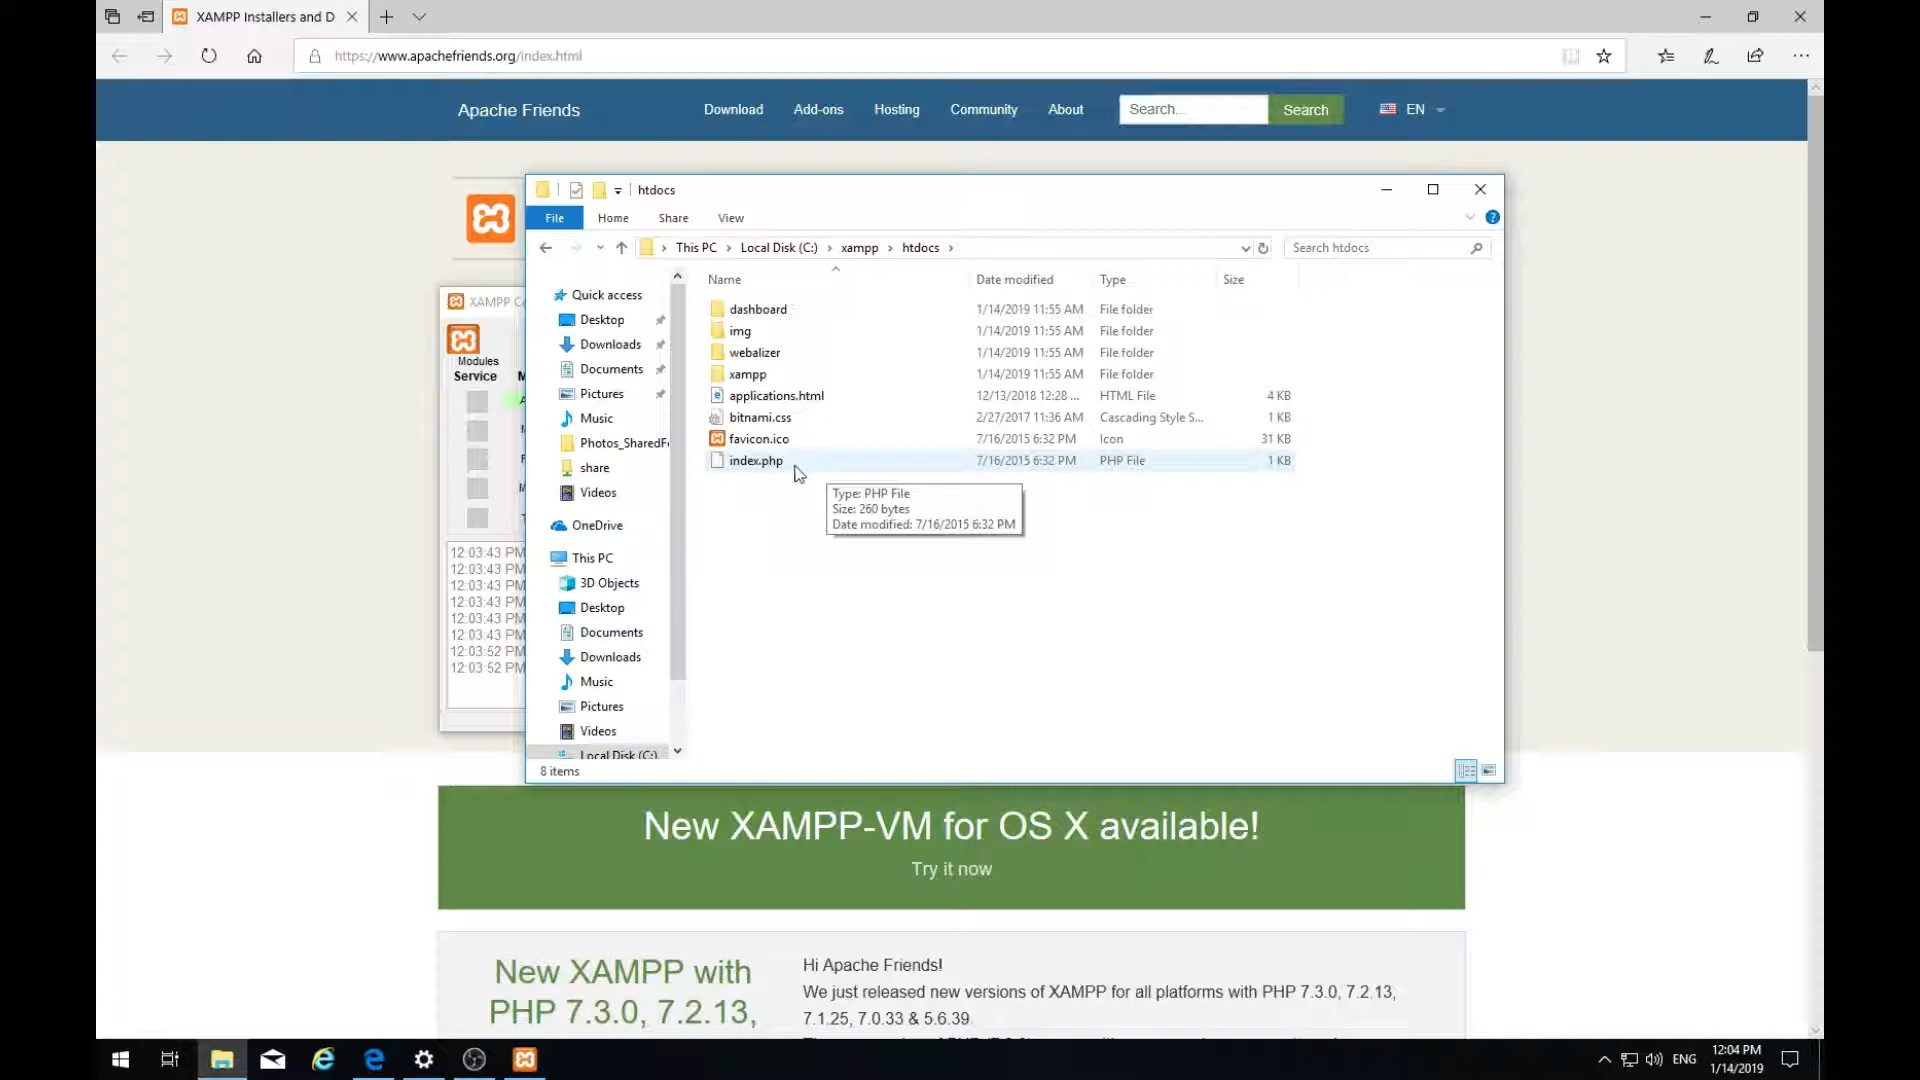 XAMPP Installers and D
https://www.apachefriends.org/index.html
Apache Friends
Download
Add-ons
Hosting
Community
About
Search...
Search
EN
htdocs
File
Home
Share
View
This PC > Local Disk (C:) > xampp > htdocs >
Search htdocs
Name
Date modified
Type
Size
dashboard 1/14/2019 11:55 AM File folder
img 1/14/2019 11:55 AM File folder
webalizer 1/14/2019 11:55 AM File folder
xampp 1/14/2019 11:55 AM File folder
applications.html 12/13/2018 12:28 ... HTML File 4 KB
bitnami.css 2/27/2017 11:36 AM Cascading Style S... 1 KB
favicon.ico 7/16/2015 6:32 PM Icon 31 KB
index.php 7/16/2015 6:32 PM PHP File 1 KB
Type: PHP File
Size: 260 bytes
Date modified: 7/16/2015 6:32 PM
Quick access
Desktop
Downloads
Documents
Pictures
Music
Photos_SharedF
share
Videos
OneDrive
This PC
3D Objects
Desktop
Documents
Downloads
Music
Pictures
Videos
Local Disk (C:)
8 items
XAMPP C
Modules
Service
12:03:43 PM
12:03:43 PM
12:03:43 PM
12:03:43 PM
12:03:43 PM
12:03:43 PM
12:03:52 PM
12:03:52 PM
New XAMPP-VM for OS X available!
Try it now
New XAMPP with
PHP 7.3.0, 7.2.13,
Hi Apache Friends!
We just released new versions of XAMPP for all platforms with PHP 7.3.0, 7.2.13,
7.1.25, 7.0.33 & 5.6.39.
ENG
12:04 PM
1/14/2019